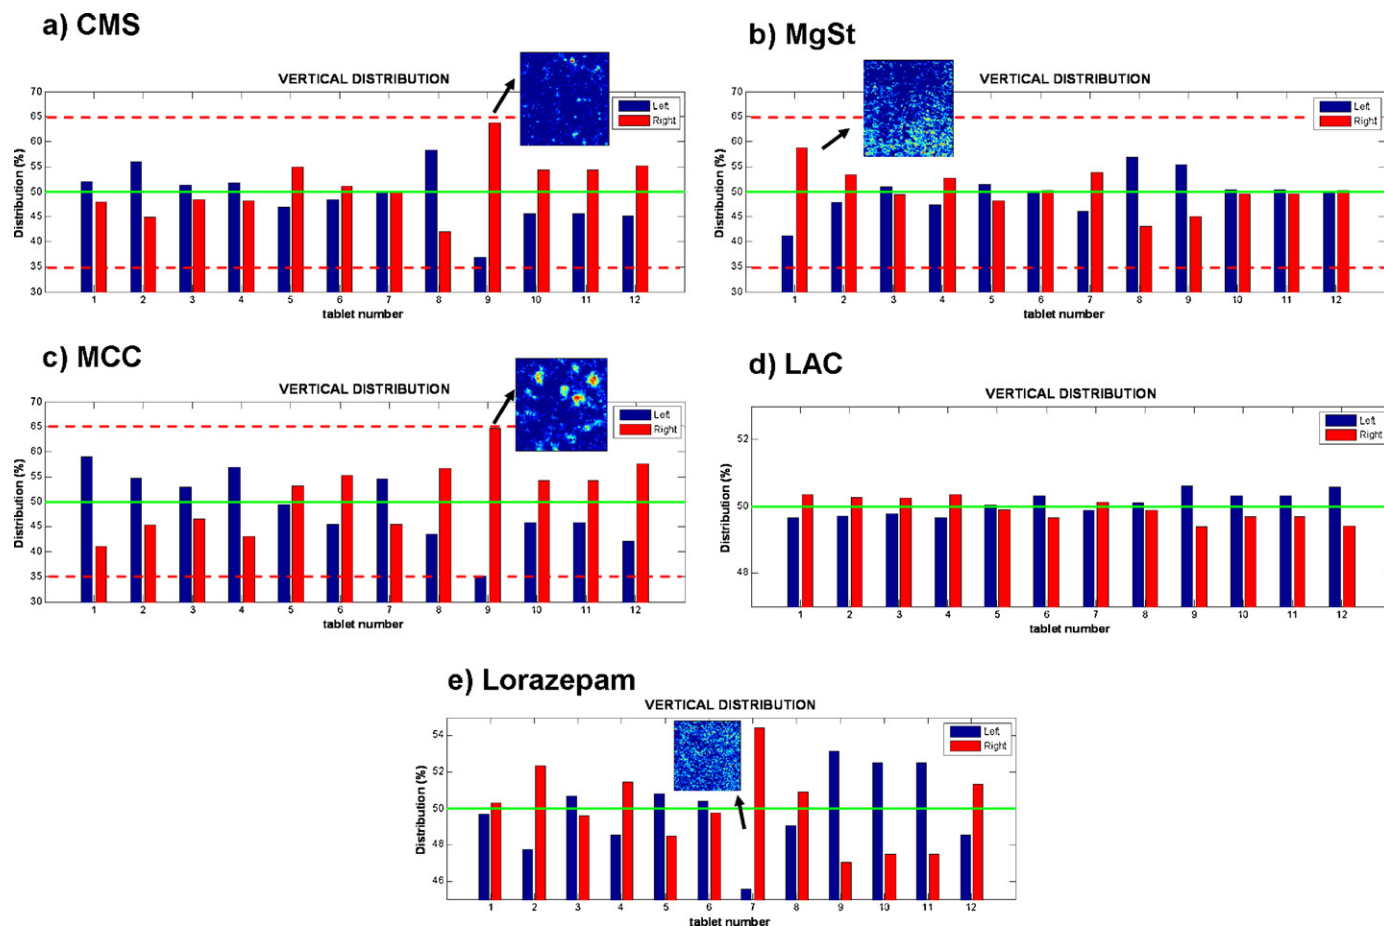 a) CMS
VERTICAL DISTRIBUTION
Left
Right
Distribution (%)
70
65
60
55
50
45
40
35
30
1 2 3 4 5 6 7 8 9 10 11 12
tablet number
b) MgSt
VERTICAL DISTRIBUTION
Left
Right
Distribution (%)
70
65
60
55
50
45
40
35
30
1 2 3 4 5 6 7 8 9 10 11 12
tablet number
c) MCC
VERTICAL DISTRIBUTION
Left
Right
Distribution (%)
70
65
60
55
50
45
40
35
30
1 2 3 4 5 6 7 8 9 10 11 12
tablet number
d) LAC
VERTICAL DISTRIBUTION
Left
Right
Distribution (%)
52
50
48
1 2 3 4 5 6 7 8 9 10 11 12
tablet number
e) Lorazepam
VERTICAL DISTRIBUTION
Left
Right
Distribution (%)
54
52
50
48
46
1 2 3 4 5 6 7 8 9 10 11 12
tablet number